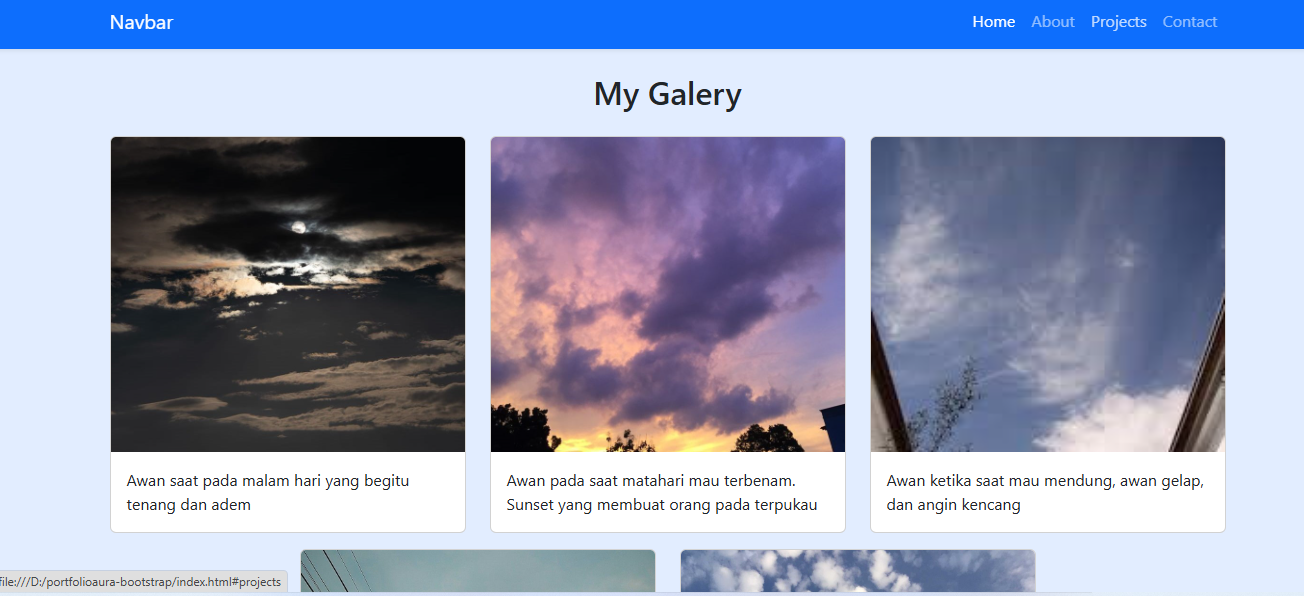 Navbar
Home About Projects Contact
My Galery
Awan saat pada malam hari yang begitu
tenang dan adem
Awan pada saat matahari mau terbenam.
Sunset yang membuat orang pada terpukau
Awan ketika saat mau mendung, awan gelap,
dan angin kencang
file:///D:/portfolioaura-bootstrap/index.html#projects